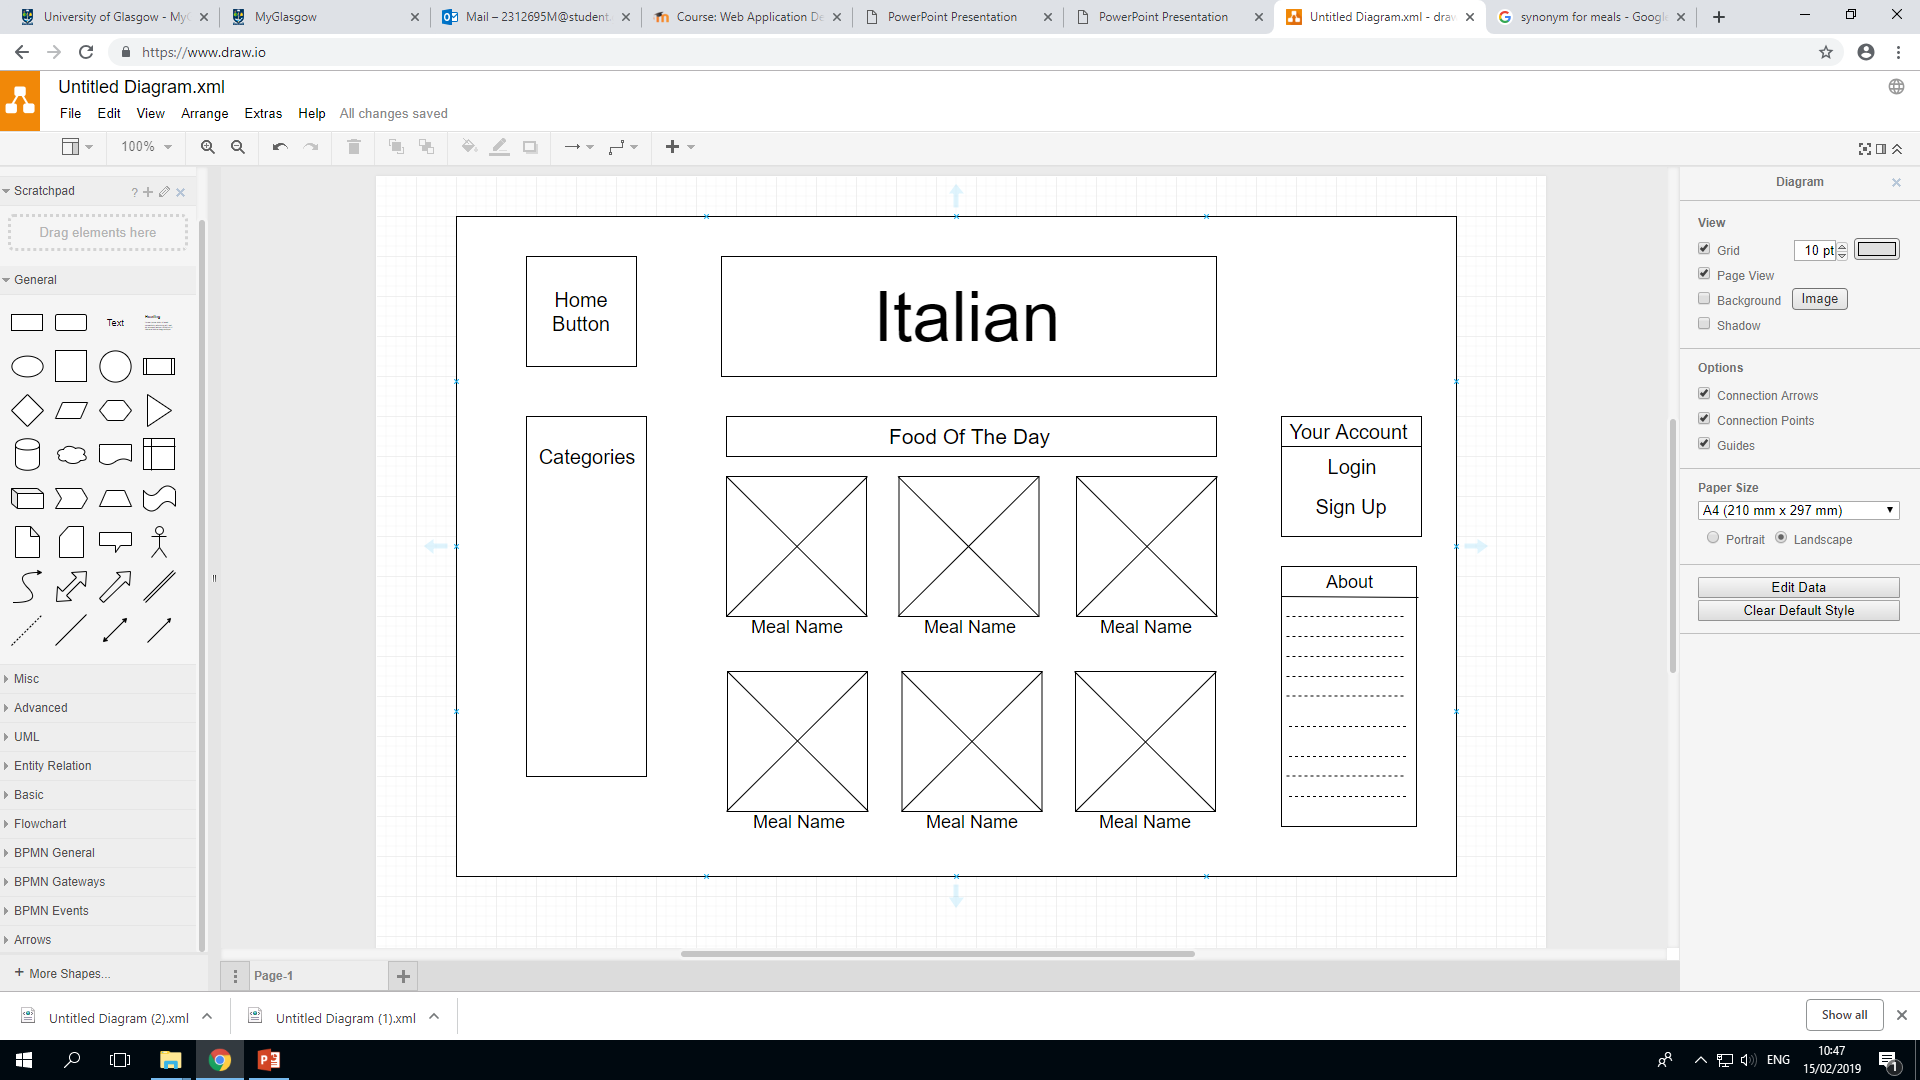 University of Glasgow - MyG
MyGlasgow
Mail – 2312695M@student.
Course: Web Application De
PowerPoint Presentation
PowerPoint Presentation
Untitled Diagram.xml - draw
synonym for meals - Google
https://www.draw.io
Untitled Diagram.xml
File Edit View Arrange Extras Help All changes saved
100%
Scratchpad
?
Drag elements here
General
Text
Heading
Misc
Advanced
UML
Entity Relation
Basic
Flowchart
BPMN General
BPMN Gateways
BPMN Events
Arrows
+ More Shapes...
Home
Button
Italian
Categories
Food Of The Day
Meal Name Meal Name Meal Name
Meal Name Meal Name Meal Name
Your Account
Login
Sign Up
About
Diagram
View
Grid 10 pt
Page View
Background Image
Shadow
Options
Connection Arrows
Connection Points
Guides
Paper Size
A4 (210 mm x 297 mm)
Portrait Landscape
Edit Data
Clear Default Style
Page-1
Untitled Diagram (2).xml
Untitled Diagram (1).xml
Show all
ENG
10:47
15/02/2019
1